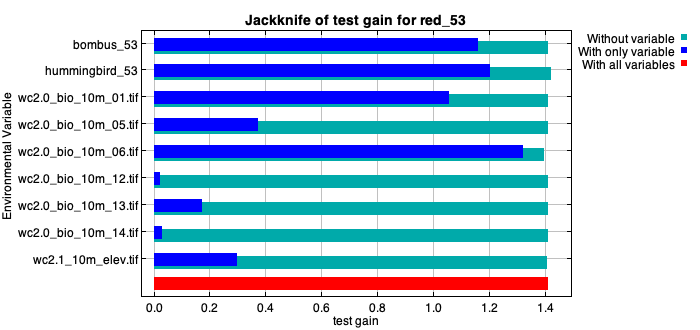 Jackknife of test gain for red_53
Without variable
With only variable
With all variables
Environmental Variable
bombus_53
hummingbird_53
wc2.0_bio_10m_01.tif
wc2.0_bio_10m_05.tif
wc2.0_bio_10m_06.tif
wc2.0_bio_10m_12.tif
wc2.0_bio_10m_13.tif
wc2.0_bio_10m_14.tif
wc2.1_10m_elev.tif
0.0 0.2 0.4 0.6 0.8 1.0 1.2 1.4
test gain